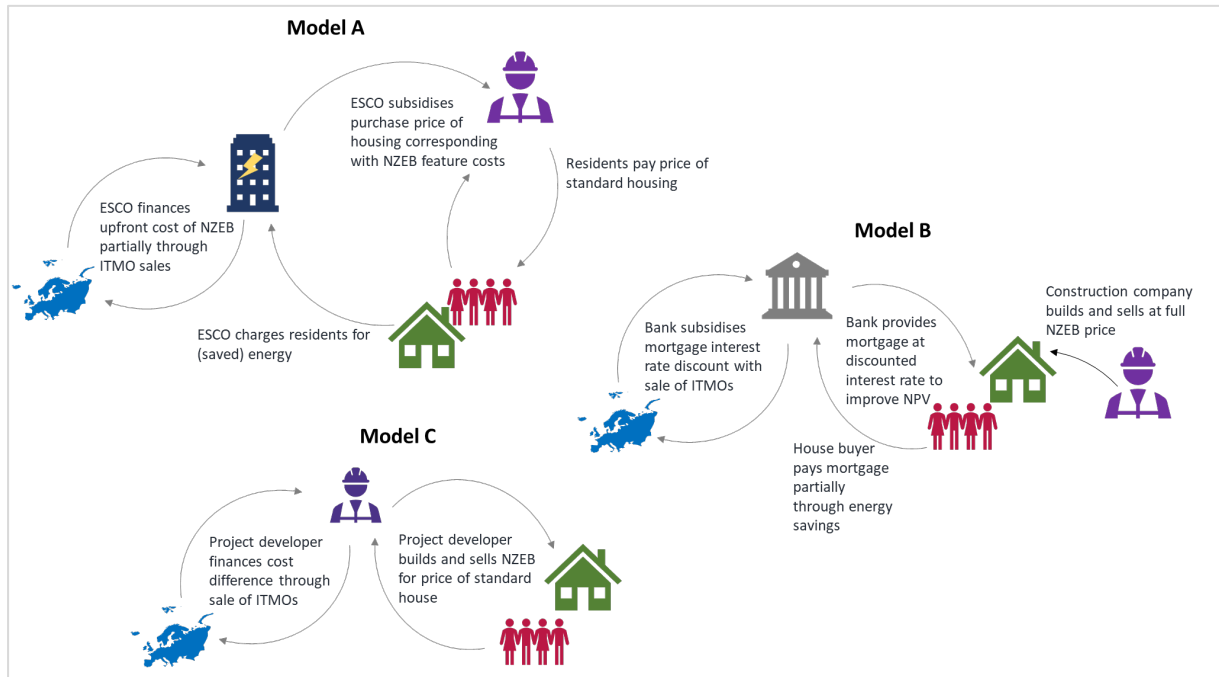 Model A
ESCO subsidises
purchase price of
housing corresponding
with NZEB feature costs
Residents pay price of
standard housing
ESCO finances
upfront cost of NZEB
partially through
ITMO sales
ESCO charges residents for
(saved) energy
Model B
Bank subsidises
mortgage interest
rate discount with
sale of ITMOs
Bank provides
mortgage at
discounted
interest rate to
improve NPV
Construction company
builds and sells at full
NZEB price
House buyer
pays mortgage
partially
through energy
savings
Model C
Project developer
finances cost
difference through
sale of ITMOs
Project developer
builds and sells NZEB
for price of standard
house